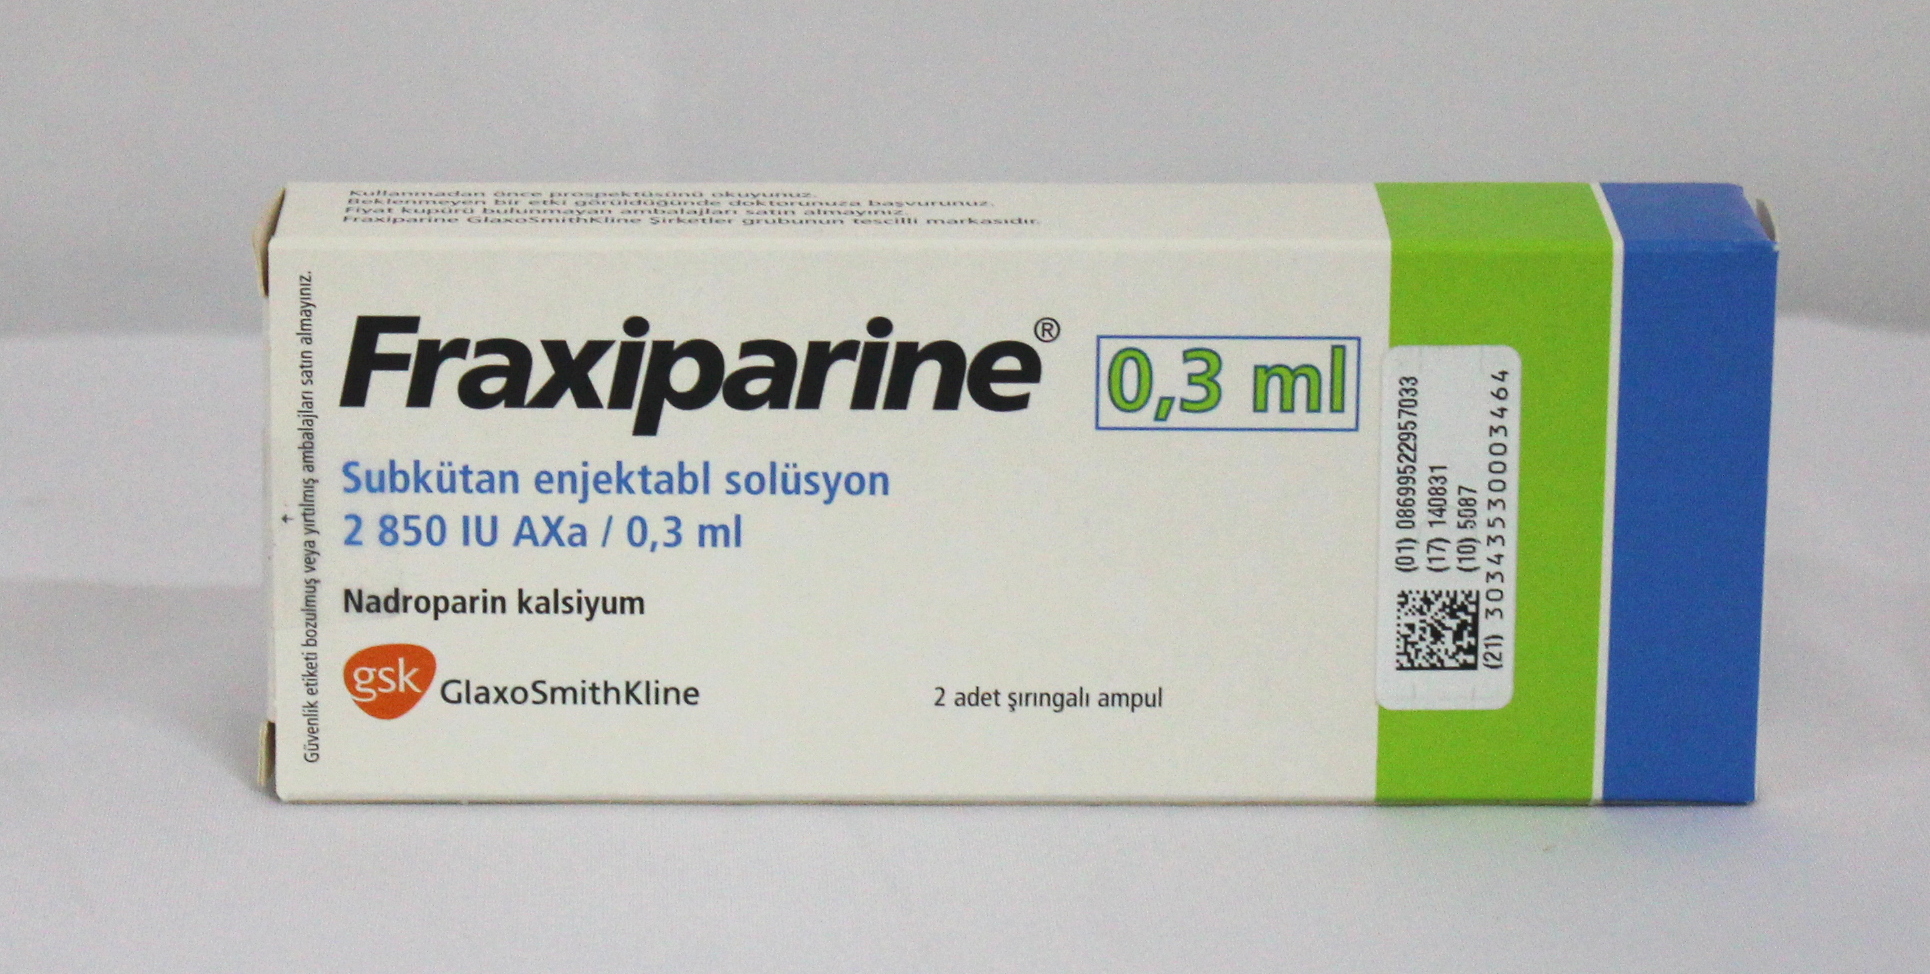 Kullanmadan önce prospektüsünü okuyunuz.
Beklenmeyen bir etki görüldüğünde doktorunuza başvurunuz.
Fiyat kupürü bulunmayan ambalajları satın almayınız.
Fraxiparine GlaxoSmithKline Şirketler grubunun tescilli markasıdır.
Güvenlik etiketi bozulmuş veya yırtılmış ambalajları satın almayınız.
Fraxiparine® 0,3 ml
Subkütan enjektabl solüsyon
2 850 IU AXa / 0,3 ml
Nadroparin kalsiyum
gsk GlaxoSmithKline
2 adet şırıngalı ampul
(01) 08699522957033
(17) 140831
(10) 5087
(21) 30343530003464